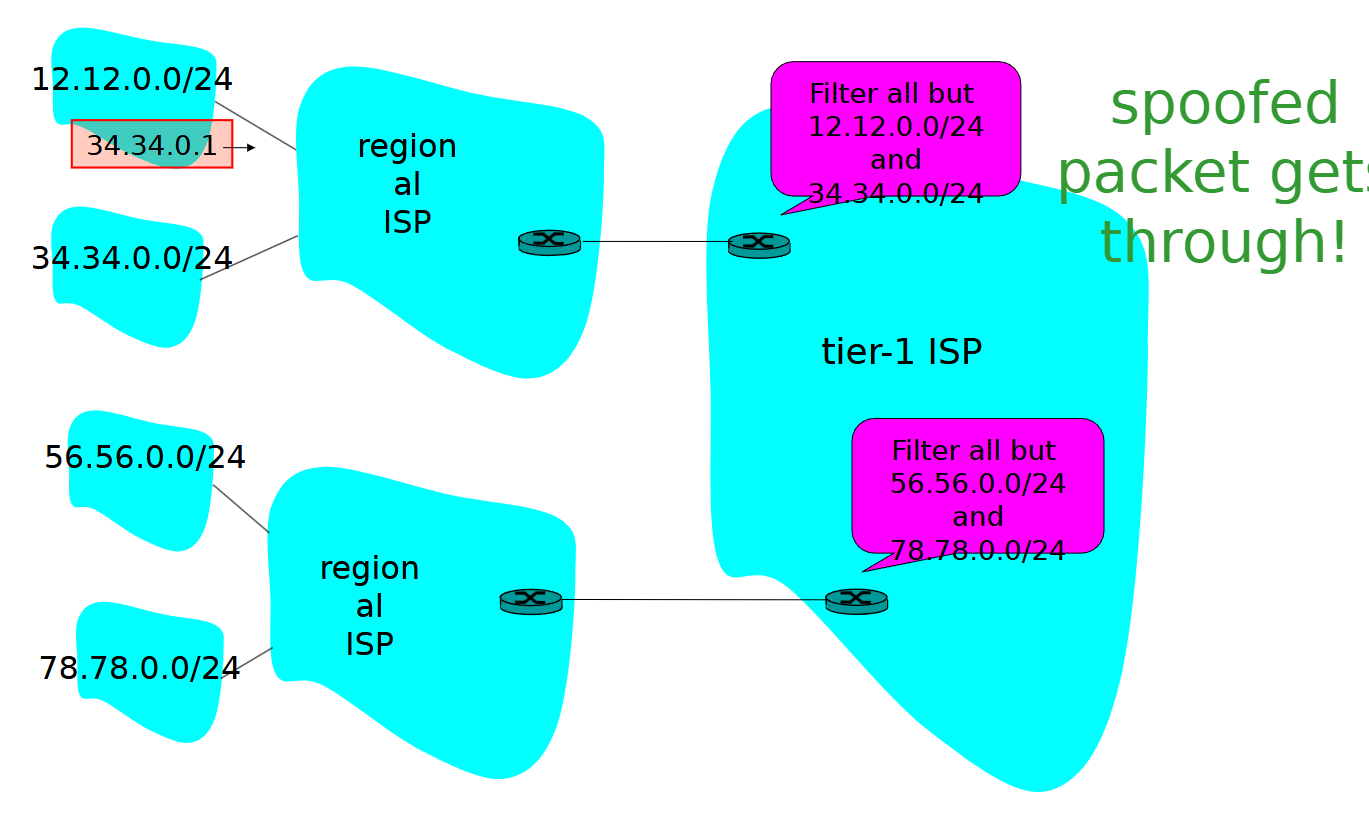 12.12.0.0/24
34.34.0.1
34.34.0.0/24
56.56.0.0/24
78.78.0.0/24
region
al
ISP
region
al
ISP
Filter all but
12.12.0.0/24
and
34.34.0.0/24
tier-1 ISP
Filter all but
56.56.0.0/24
and
78.78.0.0/24
spoofed
packet gets
through!